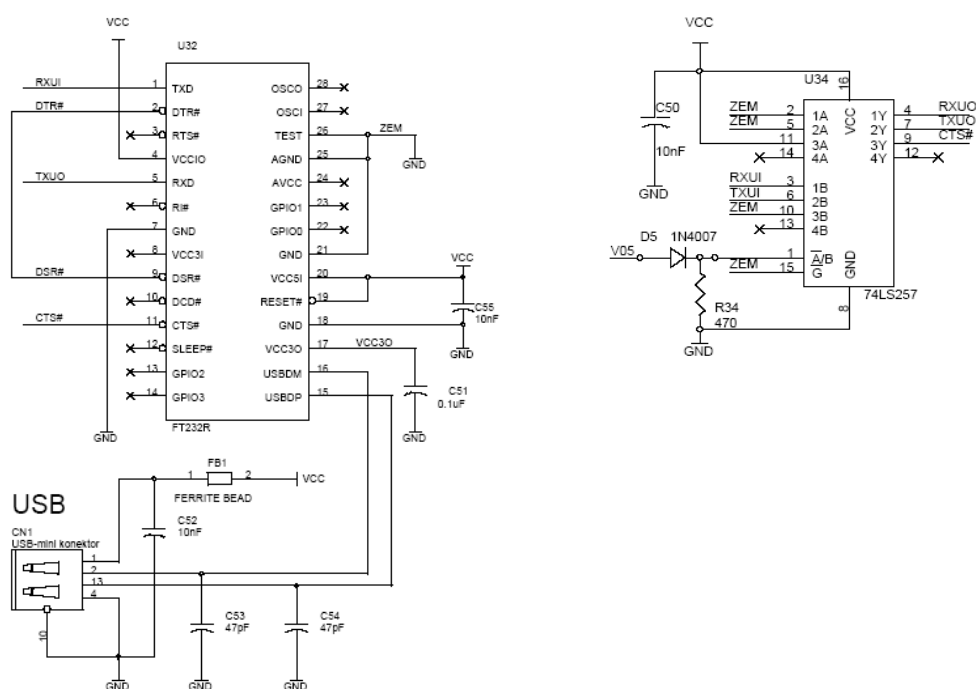 VCC
U32
RXUI 1 TXD OSCO 28
DTR# 2 DTR# OSCI 27
3 RTS# TEST 26 ZEM
4 VCCIO AGND 25 GND
TXUO 5 RXD AVCC 24
6 RI# GPIO1 23
7 GND GPIO0 22
8 VCC3I GND 21
DSR# 9 DSR# VCC5I 20 VCC
10 DCD# RESET# 19
C55
10nF
CTS# 11 CTS# GND 18
GND
12 SLEEP# VCC3O 17 VCC3O
13 GPIO2 USBDM 16
14 GPIO3 USBDP 15
C51
0.1uF
GND
GND
FT232R
FB1
1 2 VCC
FERRITE BEAD
USB
CN1
USB-mini konektor
C52
10nF
1
2
13
4
10
C53
47pF
C54
47pF
GND
GND
GND
VCC
U34
16
C50
10nF
GND
ZEM 2 1A 1Y 4 RXUO
ZEM 5 2A 2Y 7 TXUO
11 3A 3Y 9 CTS#
14 4A 4Y 12
VCC
RXUI 3 1B
TXUI 6 2B
ZEM 10 3B
13 4B
V05 D5 1N4007 1 A/B
ZEM 15 G
GND
74LS257
8
R34
470
GND